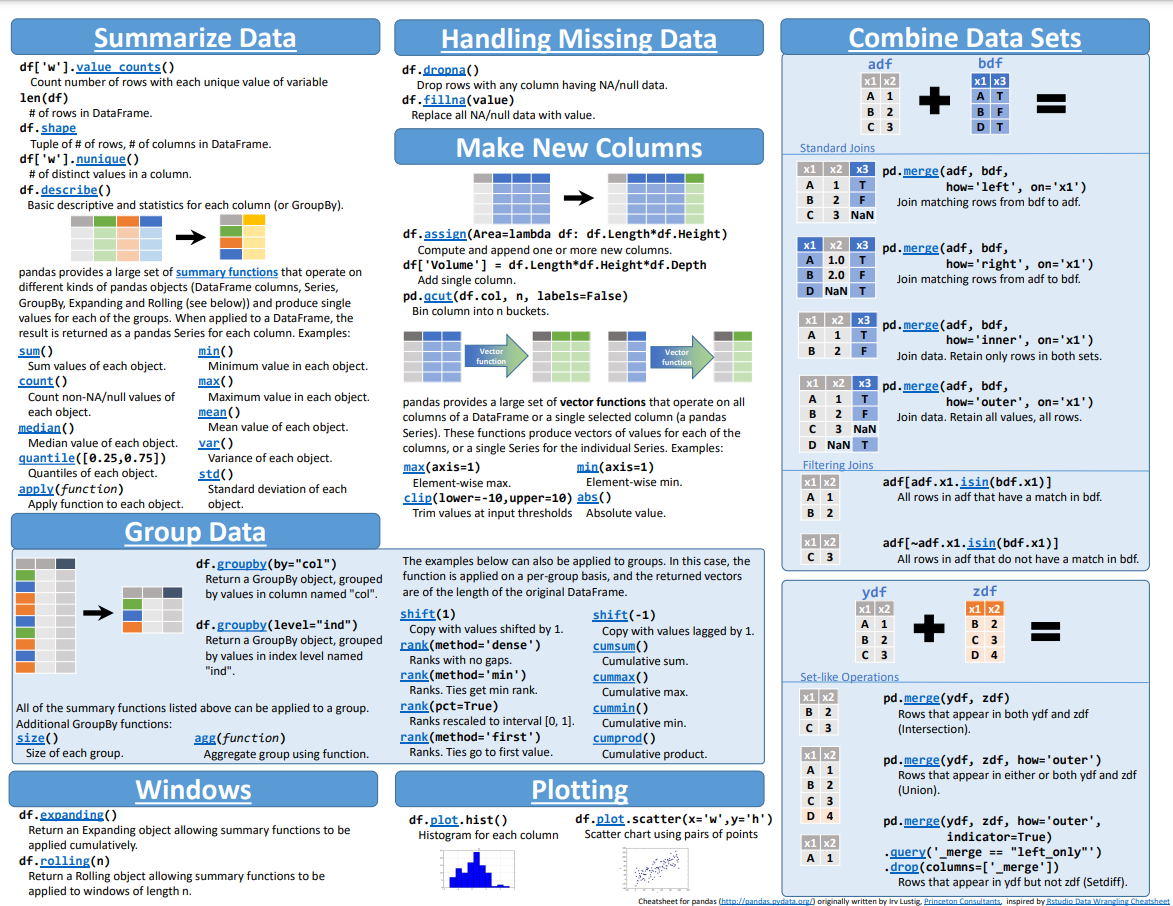 Summarize Data
df['w'].value_counts()
Count number of rows with each unique value of variable
len(df)
# of rows in DataFrame.
df.shape
Tuple of # of rows, # of columns in DataFrame.
df['w'].nunique()
# of distinct values in a column.
df.describe()
Basic descriptive and statistics for each column (or GroupBy).
pandas provides a large set of summary functions that operate on
different kinds of pandas objects (DataFrame columns, Series,
GroupBy, Expanding and Rolling (see below)) and produce single
values for each of the groups. When applied to a DataFrame, the
result is returned as a pandas Series for each column. Examples:
sum()
Sum values of each object.
count()
Count non-NA/null values of
each object.
median()
Median value of each object.
quantile([0.25,0.75])
Quantiles of each object.
apply(function)
Apply function to each object.
min()
Minimum value in each object.
max()
Maximum value in each object.
mean()
Mean value of each object.
var()
Variance of each object.
std()
Standard deviation of each
object.
Group Data
df.groupby(by="col")
Return a GroupBy object, grouped
by values in column named "col".
df.groupby(level="ind")
Return a GroupBy object, grouped
by values in index level named
"ind".
All of the summary functions listed above can be applied to a group.
Additional GroupBy functions:
size()
Size of each group.
agg(function)
Aggregate group using function.
The examples below can also be applied to groups. In this case, the
function is applied on a per-group basis, and the returned vectors
are of the length of the original DataFrame.
shift(1)
Copy with values shifted by 1.
rank(method='dense')
Ranks with no gaps.
rank(method='min')
Ranks. Ties get min rank.
rank(pct=True)
Ranks rescaled to interval [0, 1].
rank(method='first')
Ranks. Ties go to first value.
shift(-1)
Copy with values lagged by 1.
cumsum()
Cumulative sum.
cummax()
Cumulative max.
cummin()
Cumulative min.
cumprod()
Cumulative product.
Windows
df.expanding()
Return an Expanding object allowing summary functions to be
applied cumulatively.
df.rolling(n)
Return a Rolling object allowing summary functions to be
applied to windows of length n.
Handling Missing Data
df.dropna()
Drop rows with any column having NA/null data.
df.fillna(value)
Replace all NA/null data with value.
Make New Columns
df.assign(Area=lambda df: df.Length*df.Height)
Compute and append one or more new columns.
df['Volume'] = df.Length*df.Height*df.Depth
Add single column.
pd.qcut(df.col, n, labels=False)
Bin column into n buckets.
Vector
function
Vector
function
pandas provides a large set of vector functions that operate on all
columns of a DataFrame or a single selected column (a pandas
Series). These functions produce vectors of values for each of the
columns, or a single Series for the individual Series. Examples:
max(axis=1)
Element-wise max.
clip(lower=-10,upper=10)
Trim values at input thresholds
min(axis=1)
Element-wise min.
abs()
Absolute value.
Plotting
df.plot.hist()
Histogram for each column
df.plot.scatter(x='w',y='h')
Scatter chart using pairs of points
Combine Data Sets
adf
x1 x2
A 1
B 2
C 3
bdf
x1 x3
A T
B F
D T
Standard Joins
x1 x2 x3
A 1 T
B 2 F
C 3 NaN
pd.merge(adf, bdf,
how='left', on='x1')
Join matching rows from bdf to adf.
x1 x2 x3
A 1.0 T
B 2.0 F
D NaN T
pd.merge(adf, bdf,
how='right', on='x1')
Join matching rows from adf to bdf.
x1 x2 x3
A 1 T
B 2 F
pd.merge(adf, bdf,
how='inner', on='x1')
Join data. Retain only rows in both sets.
x1 x2 x3
A 1 T
B 2 F
C 3 NaN
D NaN T
pd.merge(adf, bdf,
how='outer', on='x1')
Join data. Retain all values, all rows.
Filtering Joins
x1 x2
A 1
B 2
adf[adf.x1.isin(bdf.x1)]
All rows in adf that have a match in bdf.
x1 x2
C 3
adf[~adf.x1.isin(bdf.x1)]
All rows in adf that do not have a match in bdf.
ydf
x1 x2
A 1
B 2
C 3
zdf
x1 x2
B 2
C 3
D 4
Set-like Operations
x1 x2
B 2
C 3
pd.merge(ydf, zdf)
Rows that appear in both ydf and zdf
(Intersection).
x1 x2
A 1
B 2
C 3
D 4
pd.merge(ydf, zdf, how='outer')
Rows that appear in either or both ydf and zdf
(Union).
x1 x2
A 1
pd.merge(ydf, zdf, how='outer',
indicator=True)
.query('_merge == "left_only"')
.drop(columns=['_merge'])
Rows that appear in ydf but not zdf (Setdiff).
Cheatsheet for pandas (http://pandas.pydata.org/) originally written by Irv Lustig, Princeton Consultants, inspired by Rstudio Data Wrangling Cheatsheet